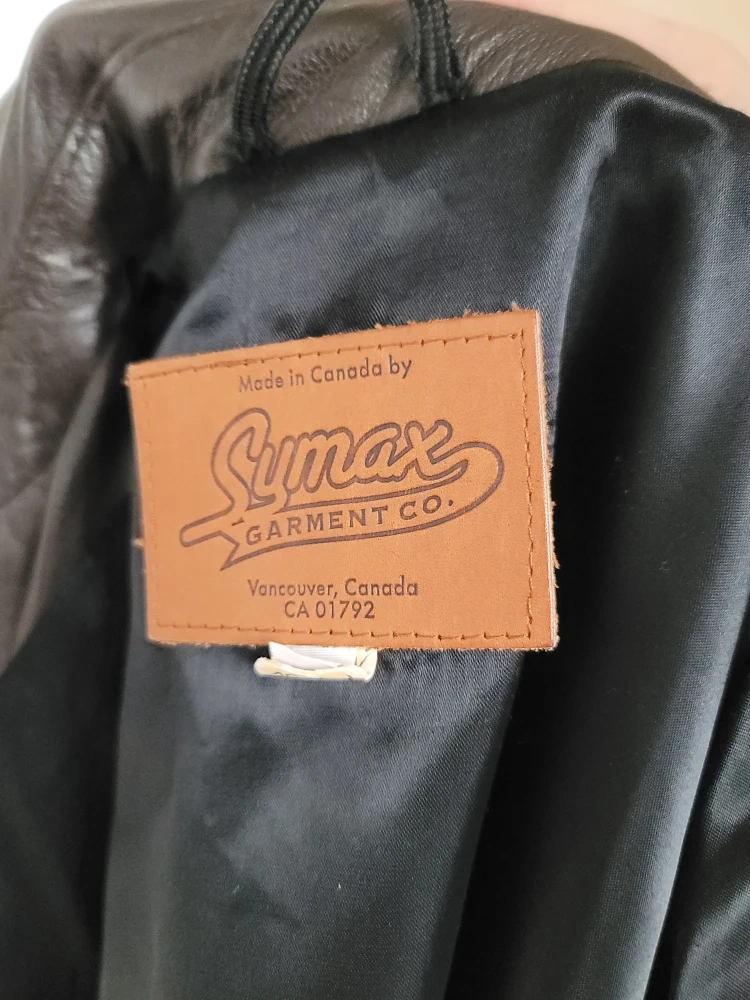 Made in Canada by
Symax
GARMENT CO.
Vancouver, Canada
CA 01792